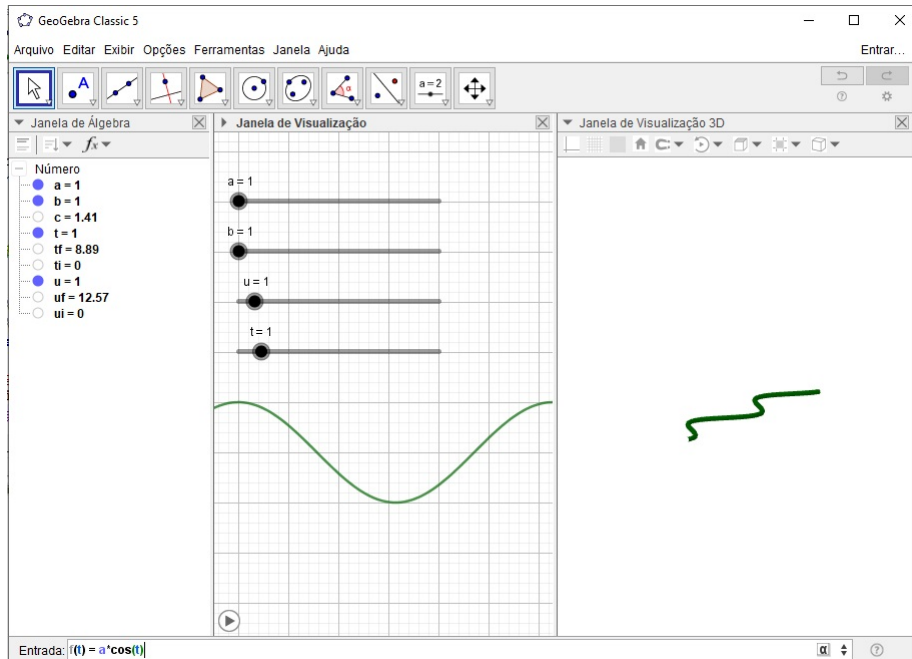 GeoGebra Classic 5
Arquivo Editar Exibir Opções Ferramentas Janela Ajuda
Entrar...
A
α
a=2
Janela de Álgebra
fx
Número
a = 1
b = 1
c = 1.41
t = 1
tf = 8.89
ti = 0
u = 1
uf = 12.57
ui = 0
Janela de Visualização
a = 1
b = 1
u = 1
t = 1
Janela de Visualização 3D
Entrada: f(t) = a*cos(t)
α